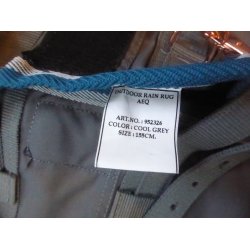 OUTDOOR RAIN RUG
AEQ
ART.NO. : 952326
COLOR : COOL GREY
SIZE : 155CM.